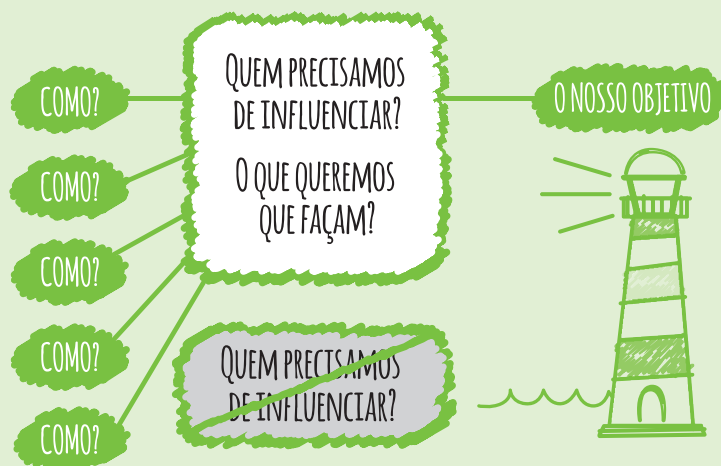 COMO?
COMO?
COMO?
COMO?
COMO?
QUEM PRECISAMOS
DE INFLUENCIAR?
O QUE QUEREMOS
QUE FAÇAM?
QUEM PRECISAMOS
DE INFLUENCIAR?
O NOSSO OBJETIVO